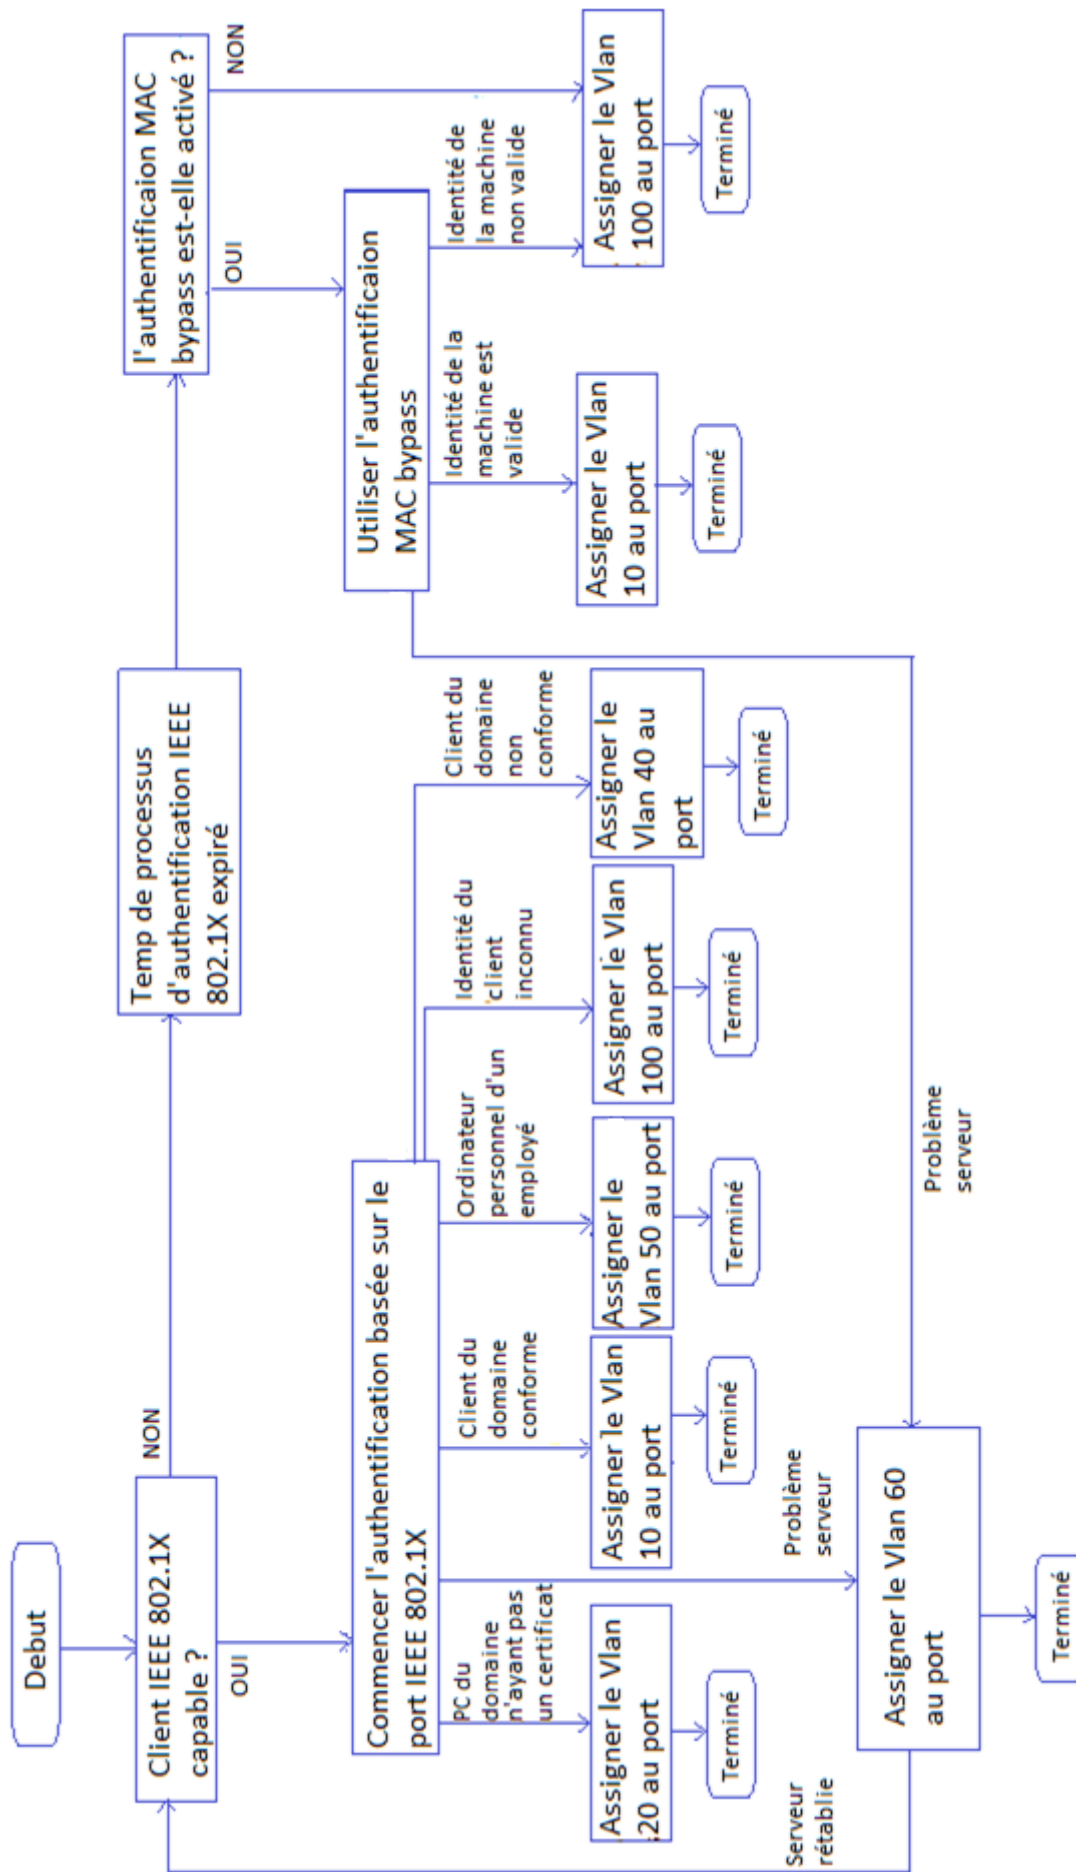 Debut
Client IEEE 802.1X
capable ?
NON
OUI
Temp de processus
d'authentification IEEE
802.1X expiré
l'authentificaion MAC
bypass est-elle activé ?
OUI
NON
Commencer l'authentification basée sur le
port IEEE 802.1X
Utiliser l'authentificaion
MAC bypass
PC du
domaine
n'ayant pas
un certificat
Problème
serveur
Client du
domaine
conforme
Ordinateur
personnel d'un
employé
Identité du
client
inconnu
Client du
domaine
non
conforme
Identité de la
machine est
valide
Identité de
la machine
non valide
Assigner le Vlan
20 au port
Assigner le Vlan
10 au port
Assigner le
Vlan 50 au port
Assigner le Vlan
100 au port
Assigner le
Vlan 40 au
port
Assigner le Vlan
10 au port
Assigner le Vlan
100 au port
Terminé
Terminé
Terminé
Terminé
Terminé
Terminé
Terminé
Serveur
rétablie
Assigner le Vlan 60
au port
Problème
serveur
Terminé